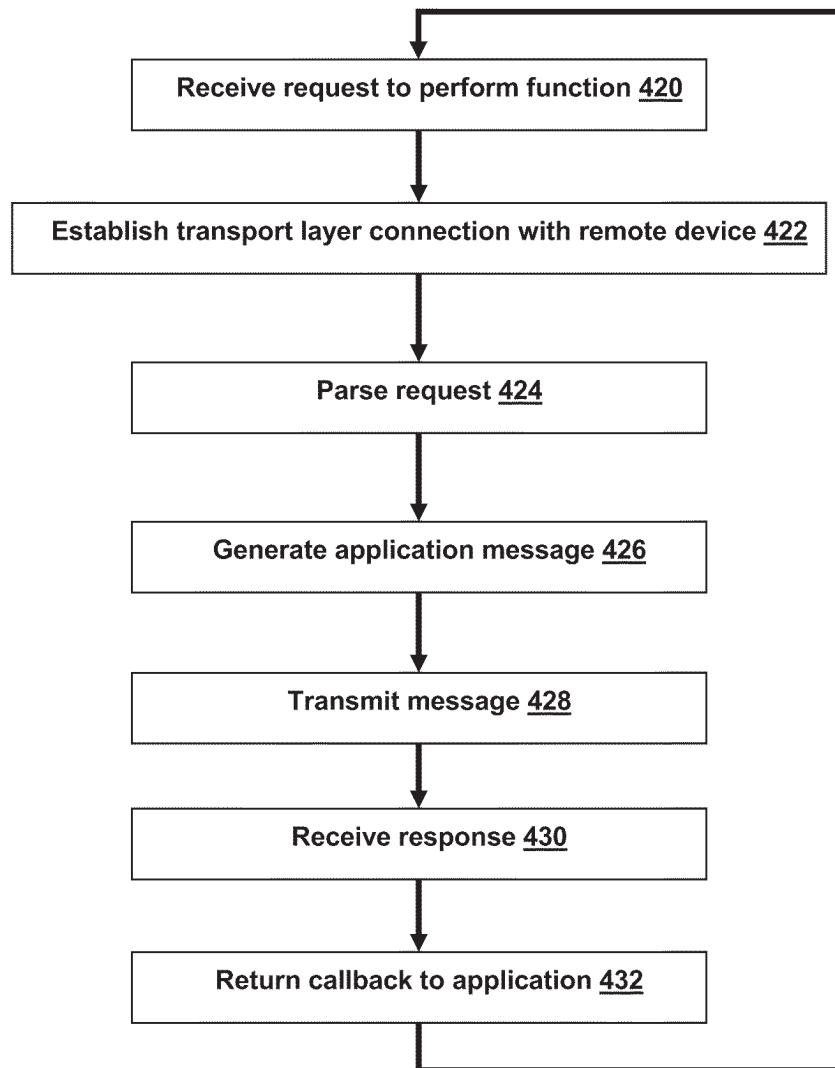 Receive request to perform function 420
Establish transport layer connection with remote device 422
Parse request 424
Generate application message 426
Transmit message 428
Receive response 430
Return callback to application 432